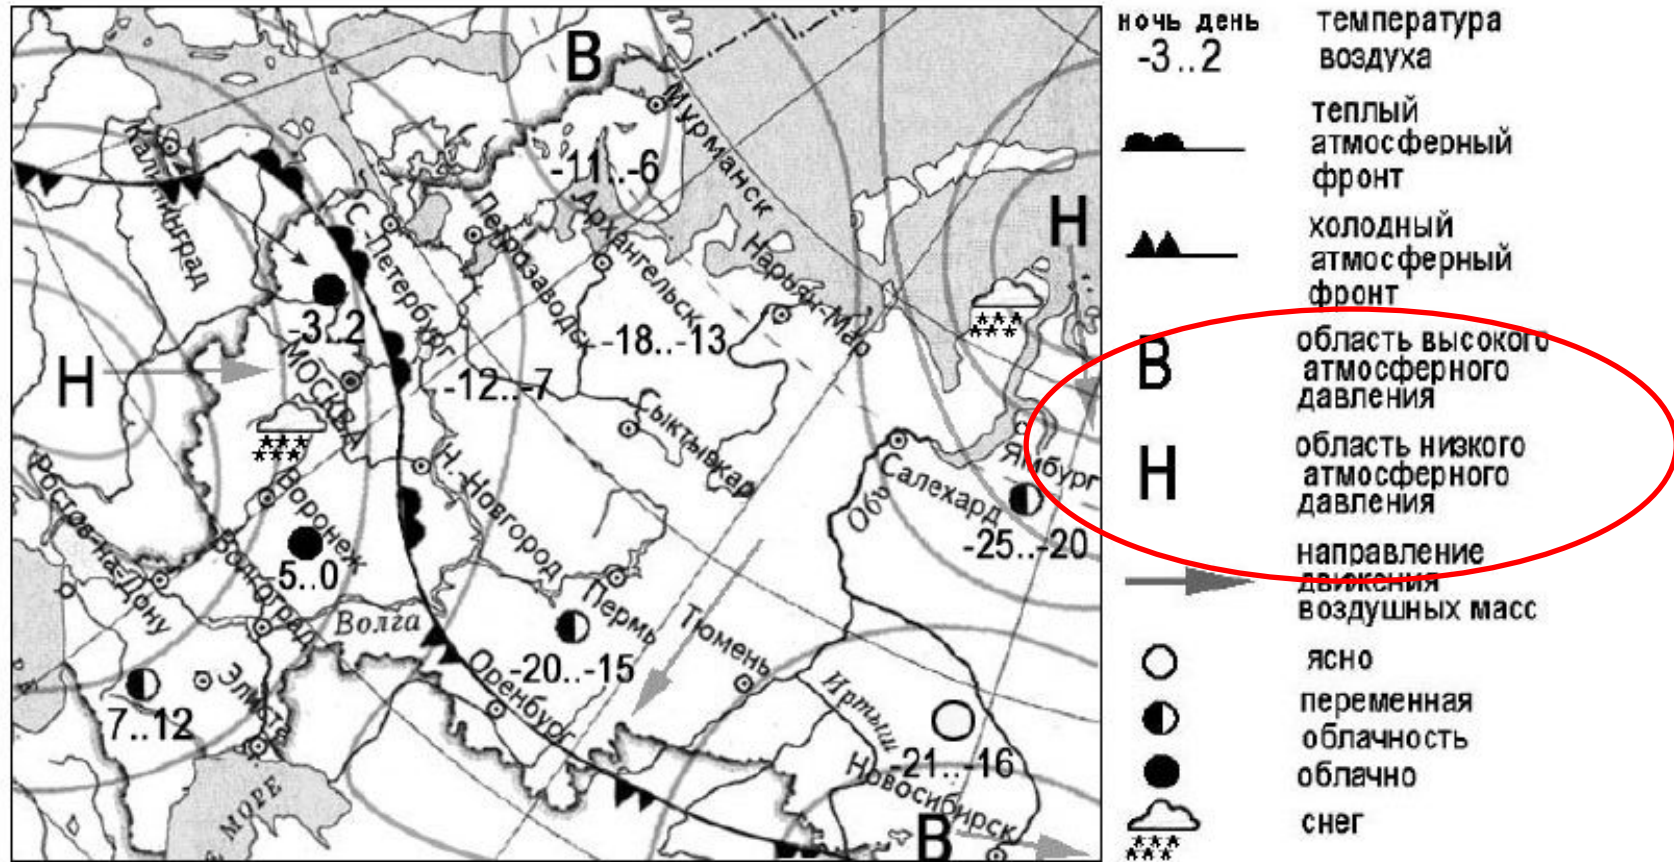 В
Мурманск
-11..-6
Калининград
С.-Петербург
Петрозаводск
Архангельск
Нарьян-Мар
Н
-3..2
-18..-13
МОСКВА
-12..-7
Н
Сыктывкар
Салехард
Ямбург
Обь
-25..-20
Ростов-на-Дону
Воронеж
Н.-Новгород
-5..0
Волгоград
Волга
Пермь
Тюмень
-20..-15
Оренбург
Элиста
7..12
Иртыш
-21..-16
Новосибирск
МОРЕ
В
ночь день
-3..2
температура
воздуха
теплый
атмосферный
фронт
холодный
атмосферный
фронт
В
область высокого
атмосферного
давления
Н
область низкого
атмосферного
давления
направление
движения
воздушных масс
ясно
переменная
облачность
облачно
снег